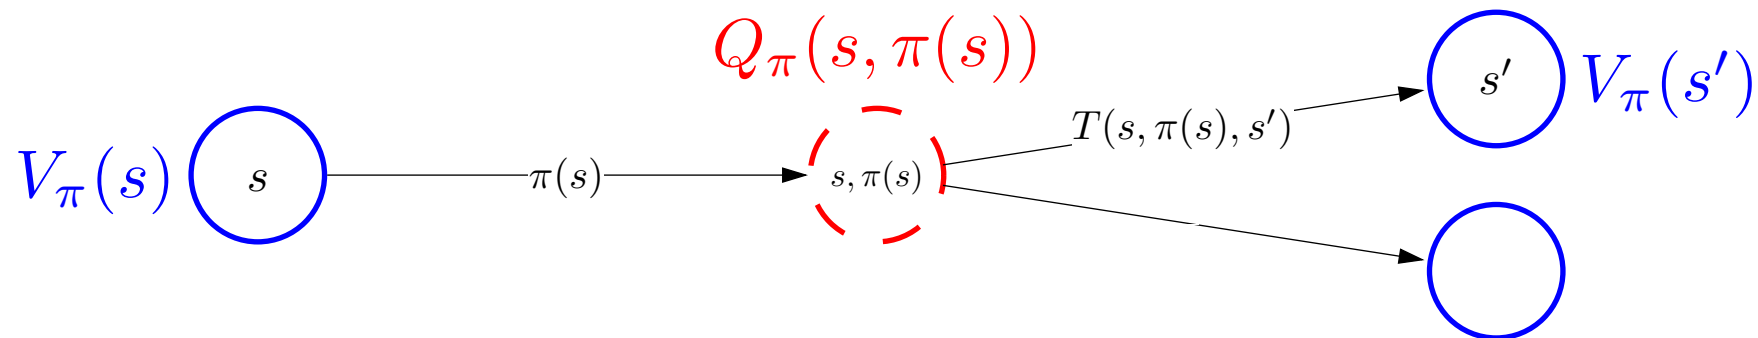 V_π(s)
s
π(s)
Q_π(s, π(s))
s, π(s)
T(s, π(s), s′)
s′
V_π(s′)